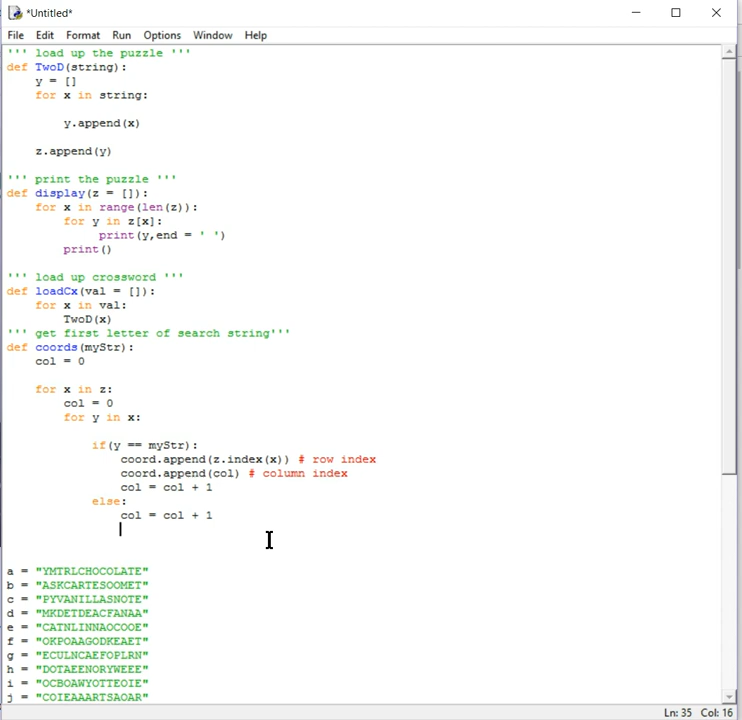 *Untitled*
File Edit Format Run Options Window Help
''' load up the puzzle '''
def TwoD(string):
y = []
for x in string:
y.append(x)
z.append(y)
''' print the puzzle '''
def display(z = []):
for x in range(len(z)):
for y in z[x]:
print(y,end = ' ')
print()
''' load up crossword '''
def loadCx(val = []):
for x in val:
TwoD(x)
''' get first letter of search string'''
def coords(myStr):
col = 0
for x in z:
col = 0
for y in x:
if(y == myStr):
coord.append(z.index(x)) # row index
coord.append(col) # column index
col = col + 1
else:
col = col + 1
a = "YMTRLCHOCOLATE"
b = "ASKCARTESOOMET"
c = "PYVANILLASNOTE"
d = "MKDETDEACFANAA"
e = "CATNLINNAOCOOE"
f = "OKPOAAGODKEAET"
g = "ECULNCAEFOPLRN"
h = "DOTAEENORYWEEE"
i = "OCBOAWYOTTEOIE"
j = "COIEAAARTSAOAR"
Ln: 35 Col: 16